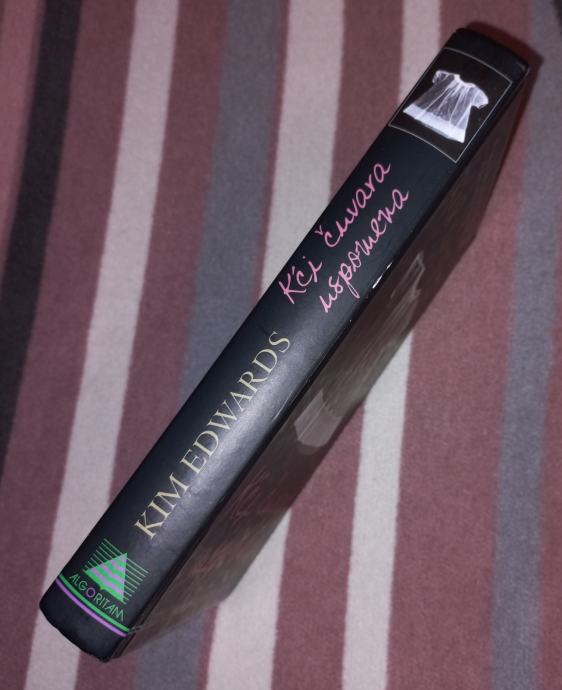 KIM EDWARDS
Kći čuvara
uspomena
ALGORITAM